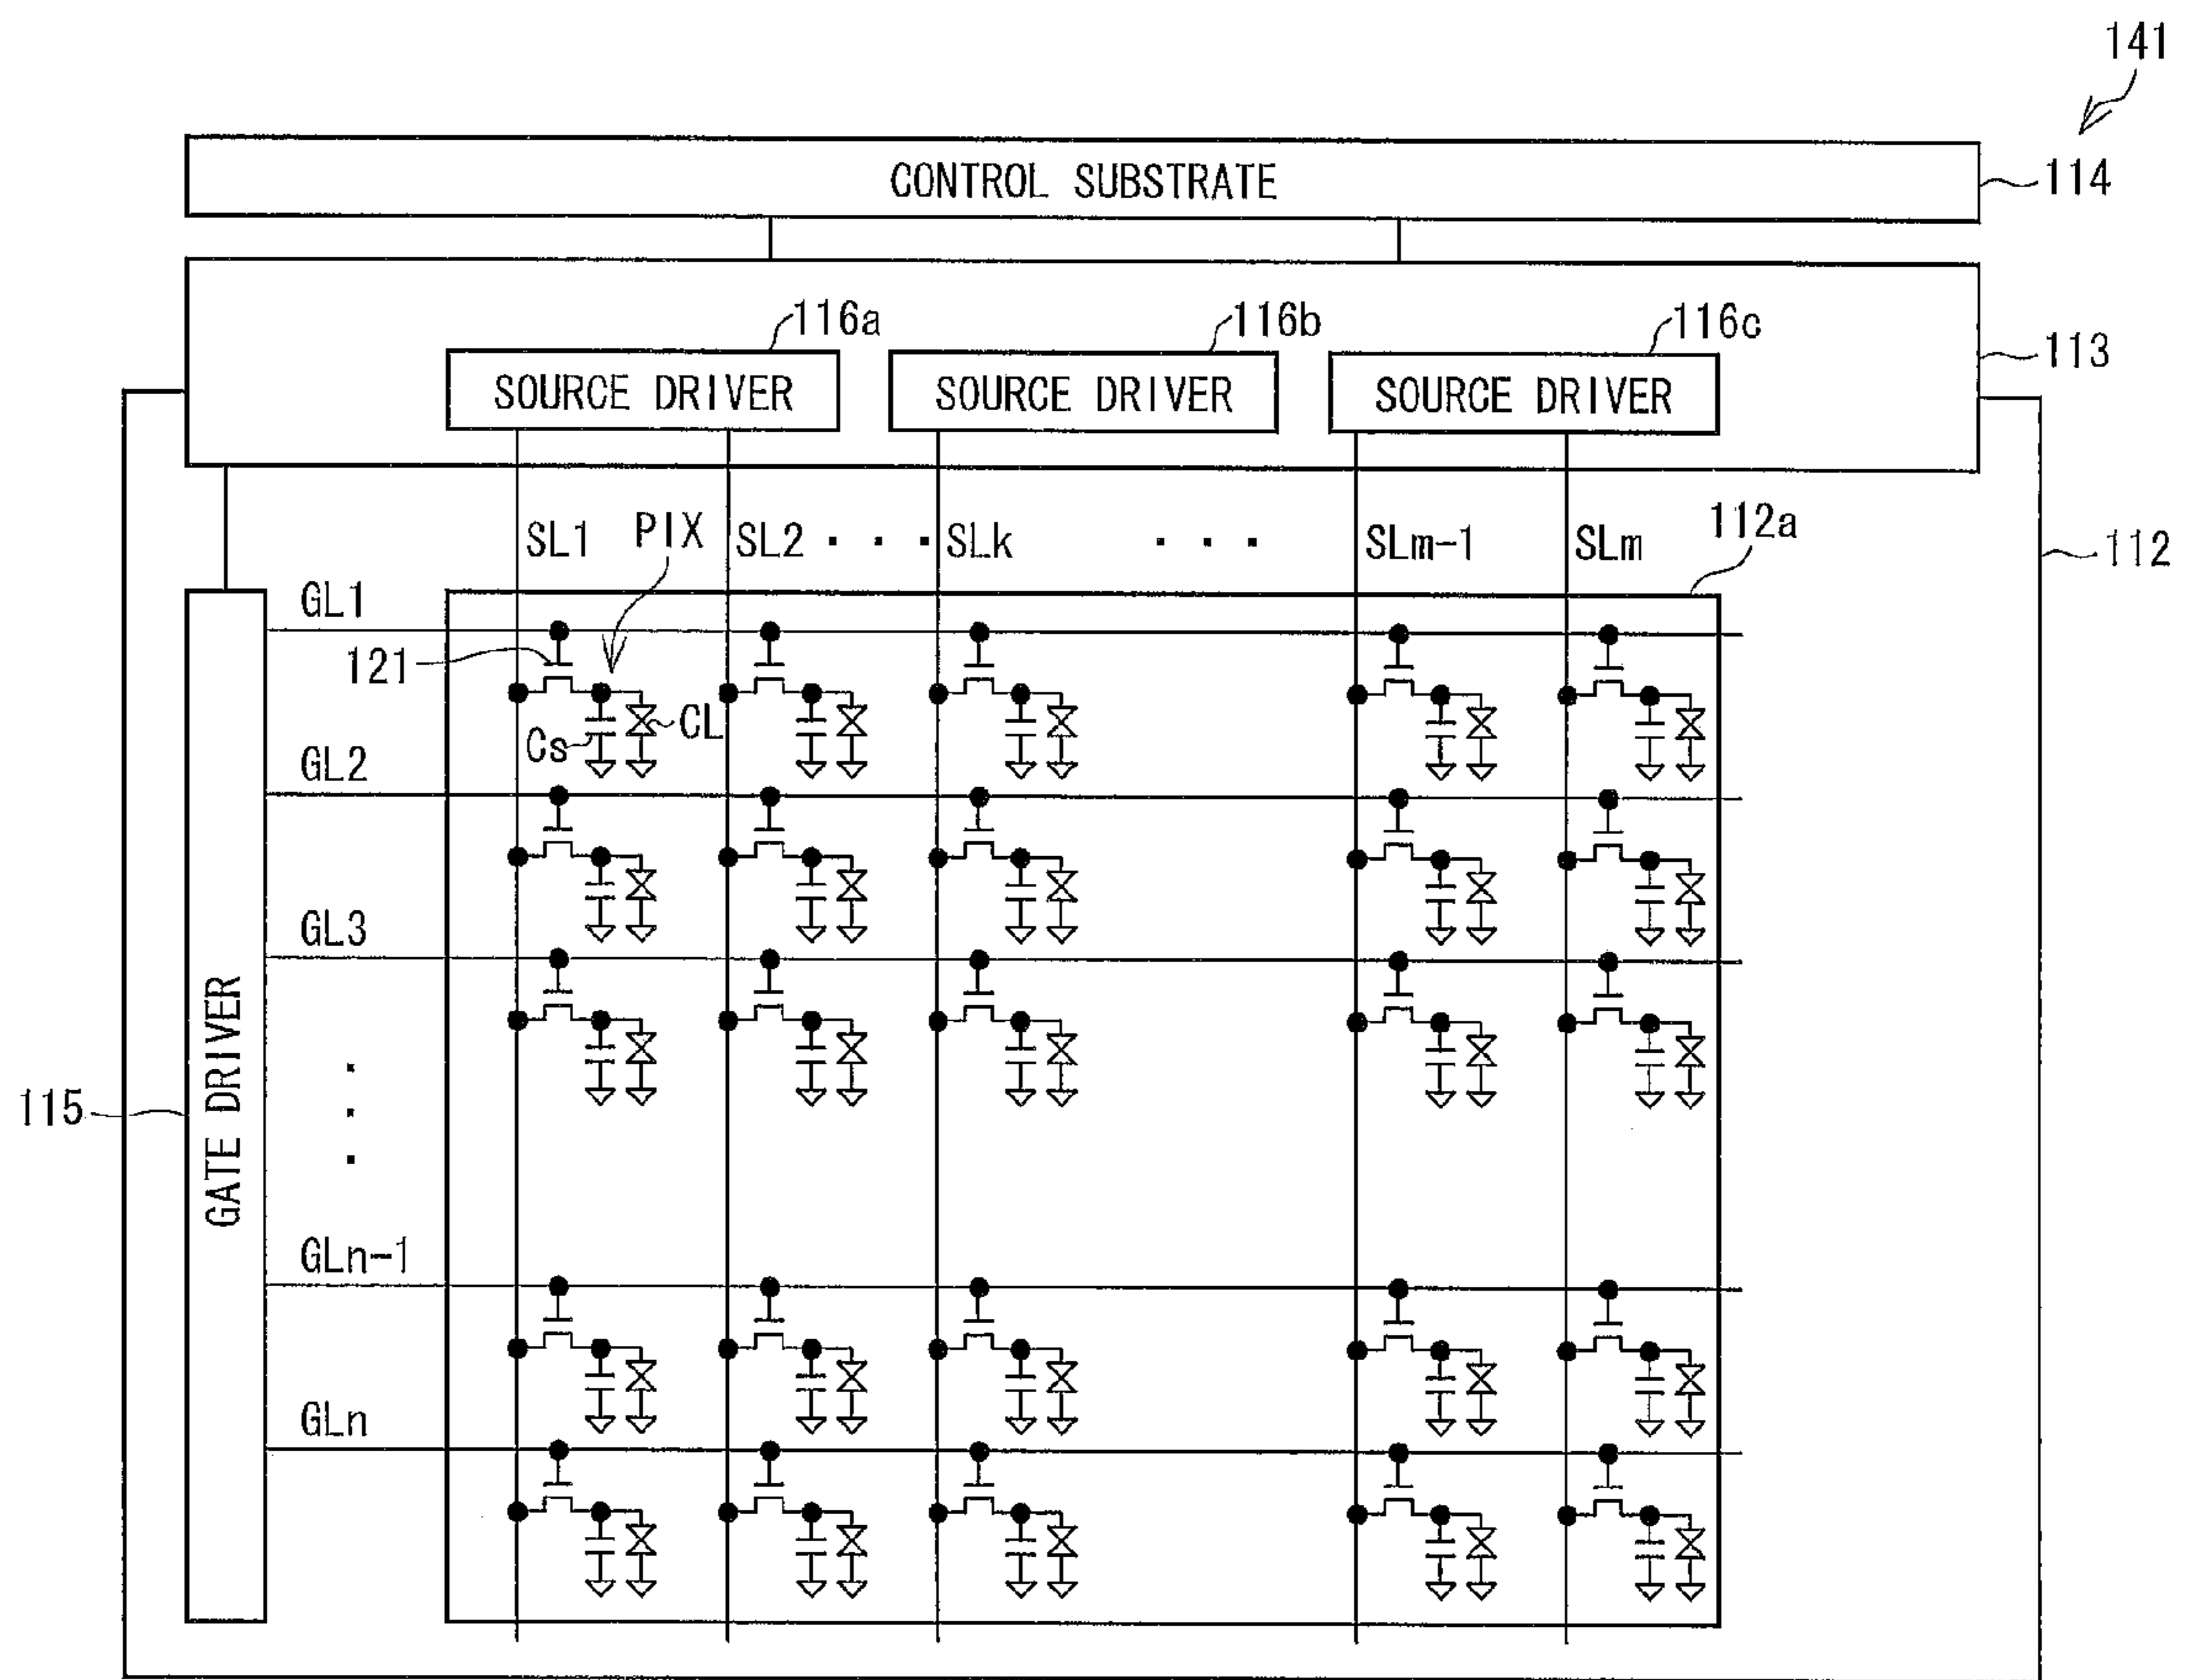 141
CONTROL SUBSTRATE
114
116a
116b
116c
SOURCE DRIVER
SOURCE DRIVER
SOURCE DRIVER
113
SL1
PIX
SL2
· · ·
SLk
· · ·
SLm-1
SLm
112a
112
GL1
121
CL
Cs
GL2
GL3
GATE DRIVER
115
GLn-1
GLn